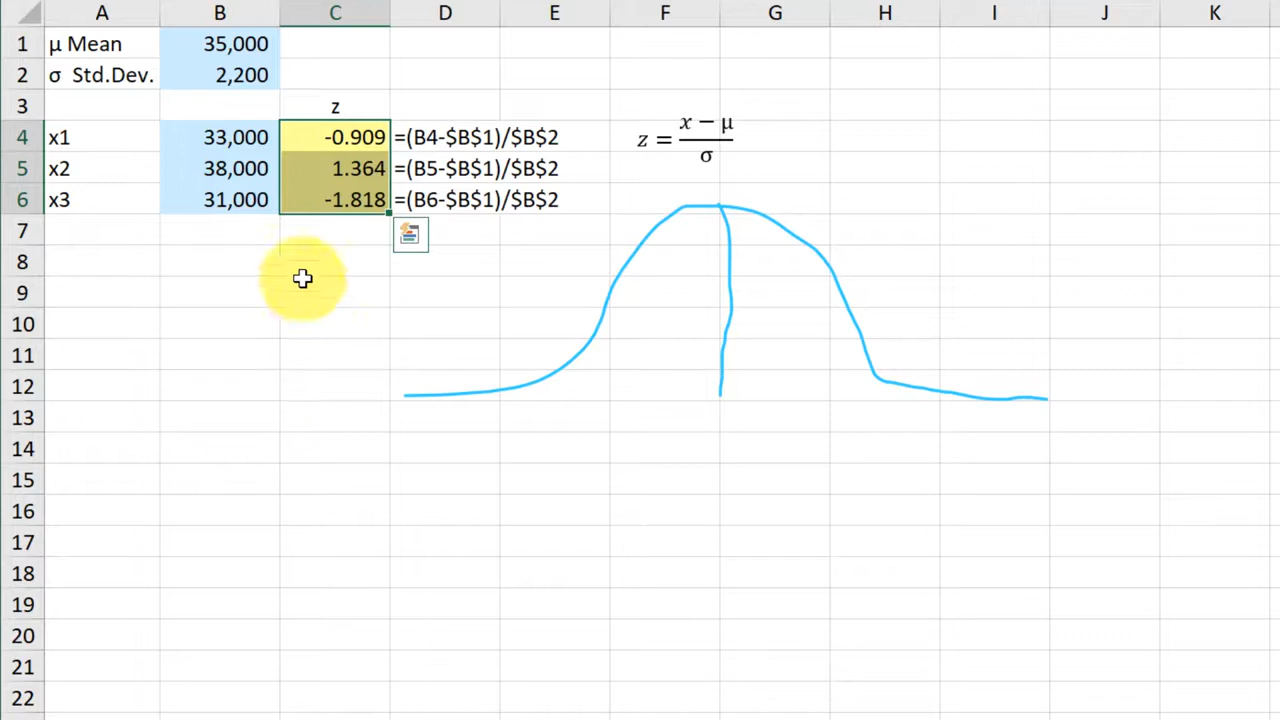 A B C D E F G H I J K
1 μ Mean 35,000
2 σ Std.Dev. 2,200
3 z
4 x1 33,000 -0.909 =(B4-$B$1)/$B$2
5 x2 38,000 1.364 =(B5-$B$1)/$B$2
6 x3 31,000 -1.818 =(B6-$B$1)/$B$2
z = (x − μ)/σ
7
8
9
10
11
12
13
14
15
16
17
18
19
20
21
22